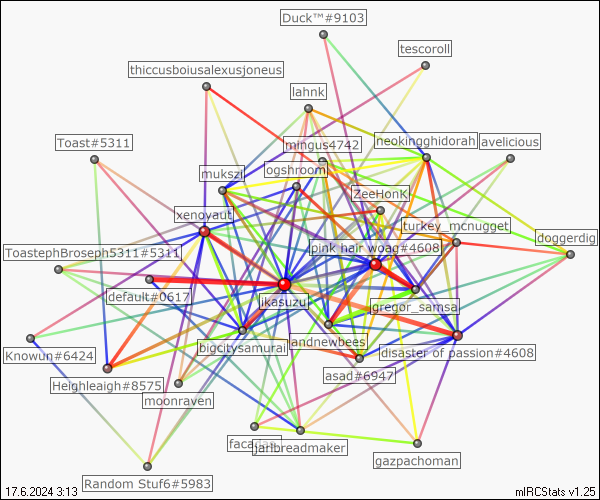 Duck™#9103
tescoroll
thiccusboiusalexusjoneus
lahnk
Toast#5311
mingus4742
neokingghidorah
avelicious
mukszi
ogshroom
ZeeHonK
xenoyaut
turkey_mcnugget
ToastephBroseph5311#5311
pink hair woag#4608
doggerdig
default#0617
ikasuzu
gregor_samsa
Knowun#6424
bigcitysamurai
andnewbees
disaster of passion#4608
Heighleaigh#8575
moonraven
asad#6947
jarlbreadmaker
gazpachoman
Random Stuf6#5983
17.6.2024 3:13
mIRCStats v1.25